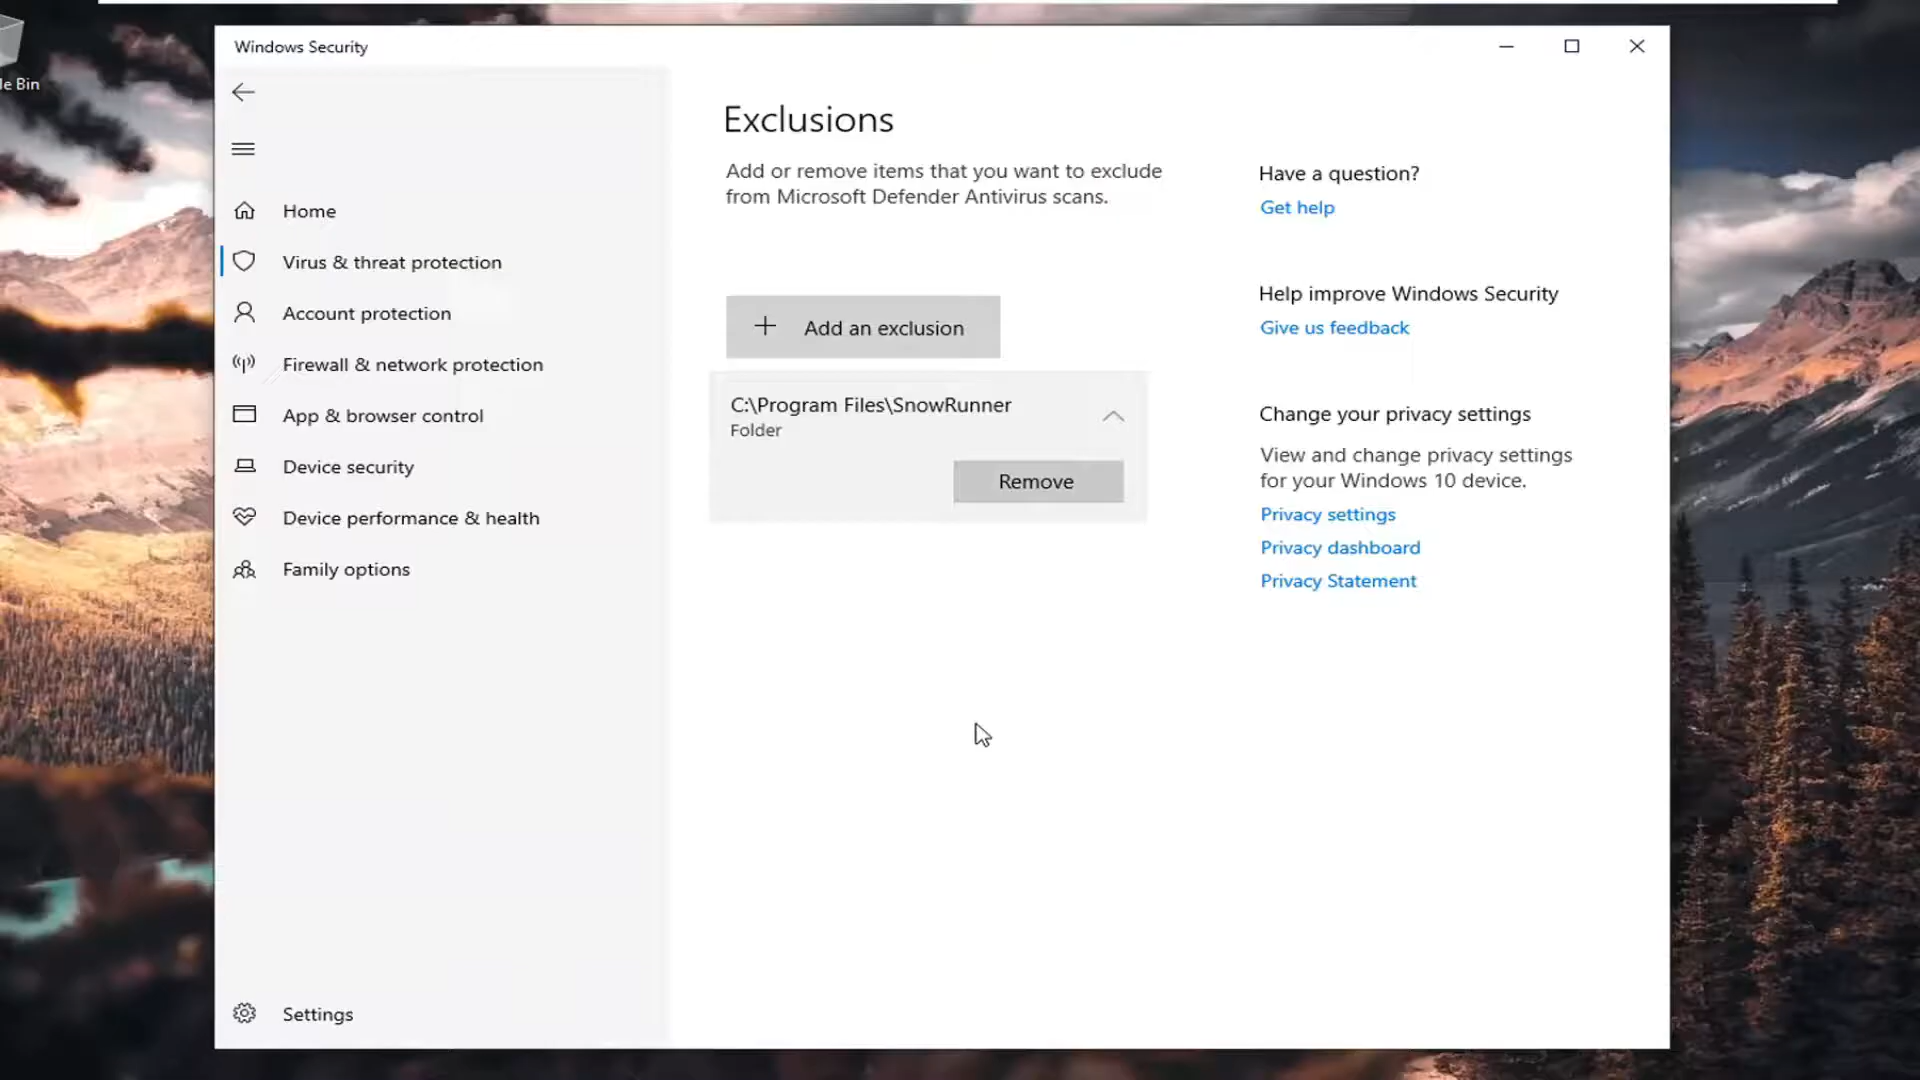 Windows Security
le Bin
Home
Virus & threat protection
Account protection
Firewall & network protection
App & browser control
Device security
Device performance & health
Family options
Settings
Exclusions
Add or remove items that you want to exclude
from Microsoft Defender Antivirus scans.
Add an exclusion
C:\Program Files\SnowRunner
Folder
Remove
Have a question?
Get help
Help improve Windows Security
Give us feedback
Change your privacy settings
View and change privacy settings
for your Windows 10 device.
Privacy settings
Privacy dashboard
Privacy Statement